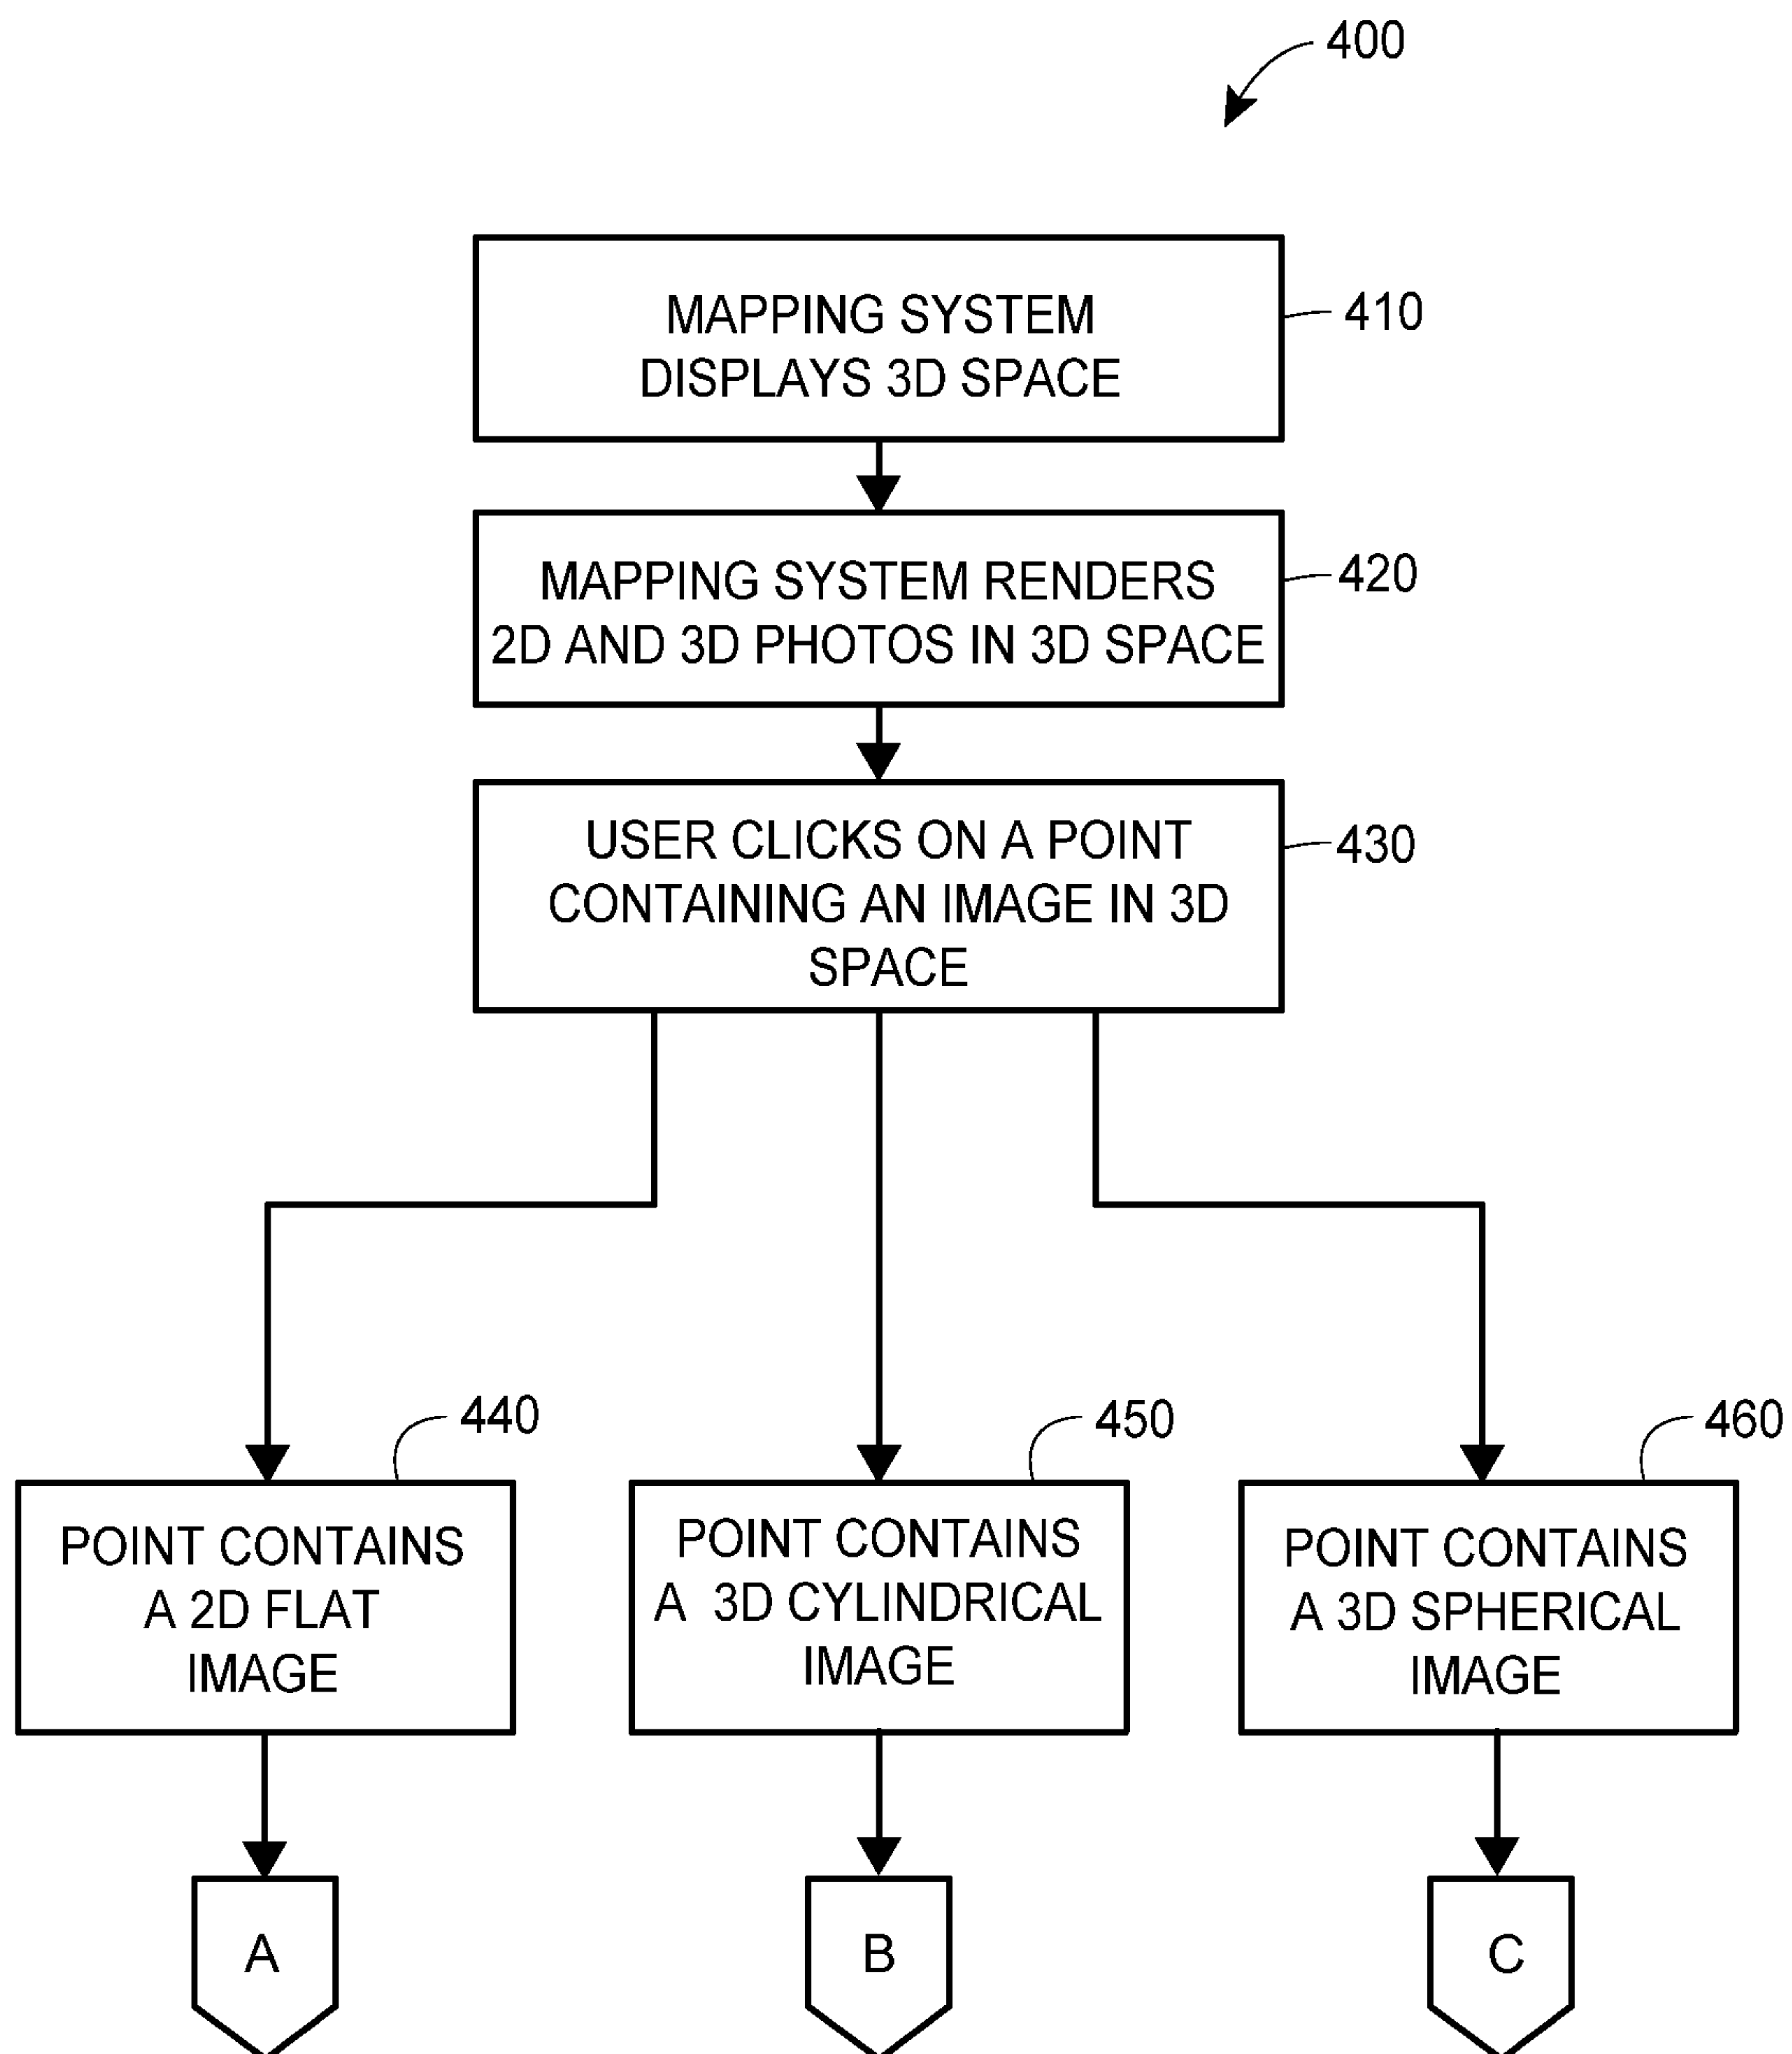 400
MAPPING SYSTEM
DISPLAYS 3D SPACE
410
MAPPING SYSTEM RENDERS
2D AND 3D PHOTOS IN 3D SPACE
420
USER CLICKS ON A POINT
CONTAINING AN IMAGE IN 3D
SPACE
430
440
POINT CONTAINS
A 2D FLAT
IMAGE
450
POINT CONTAINS
A 3D CYLINDRICAL
IMAGE
460
POINT CONTAINS
A 3D SPHERICAL
IMAGE
A
B
C